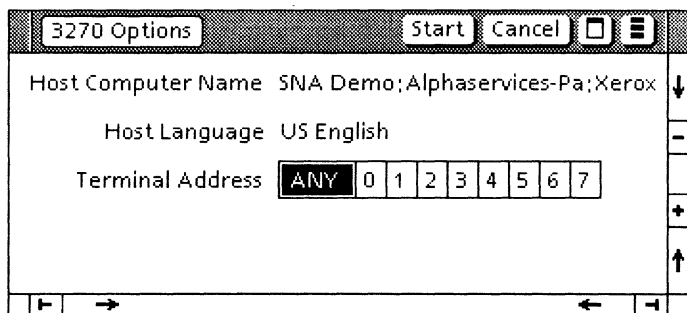 3270 Options Start Cancel
Host Computer Name SNA Demo:Alphaservices-Pa:Xerox
Host Language US English
Terminal Address ANY 0 1 2 3 4 5 6 7